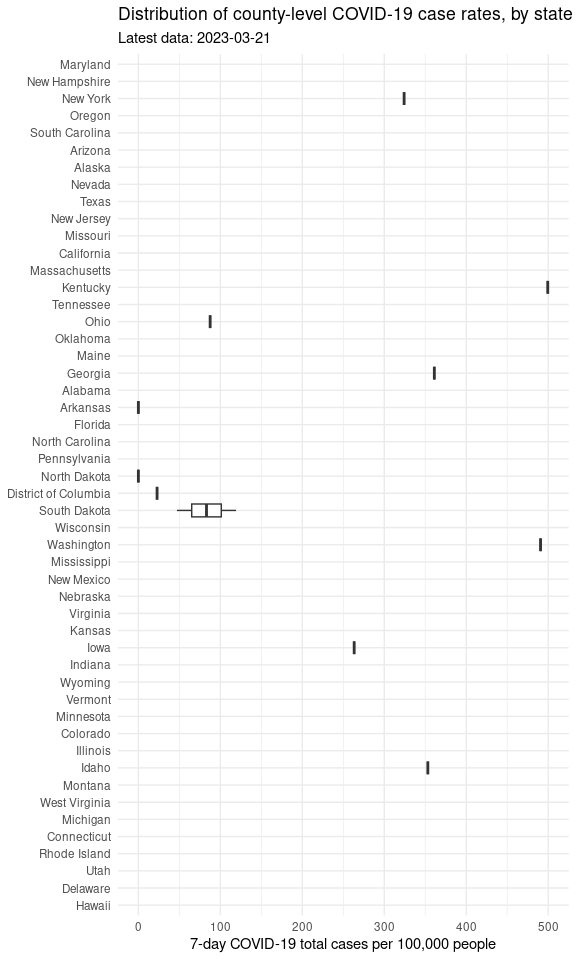 Distribution of county-level COVID-19 case rates, by state
Latest data: 2023-03-21
Maryland
New Hampshire
New York
Oregon
South Carolina
Arizona
Alaska
Nevada
Texas
New Jersey
Missouri
California
Massachusetts
Kentucky
Tennessee
Ohio
Oklahoma
Maine
Georgia
Alabama
Arkansas
Florida
North Carolina
Pennsylvania
North Dakota
District of Columbia
South Dakota
Wisconsin
Washington
Mississippi
New Mexico
Nebraska
Virginia
Kansas
Iowa
Indiana
Wyoming
Vermont
Minnesota
Colorado
Illinois
Idaho
Montana
West Virginia
Michigan
Connecticut
Rhode Island
Utah
Delaware
Hawaii
0 100 200 300 400 500
7-day COVID-19 total cases per 100,000 people